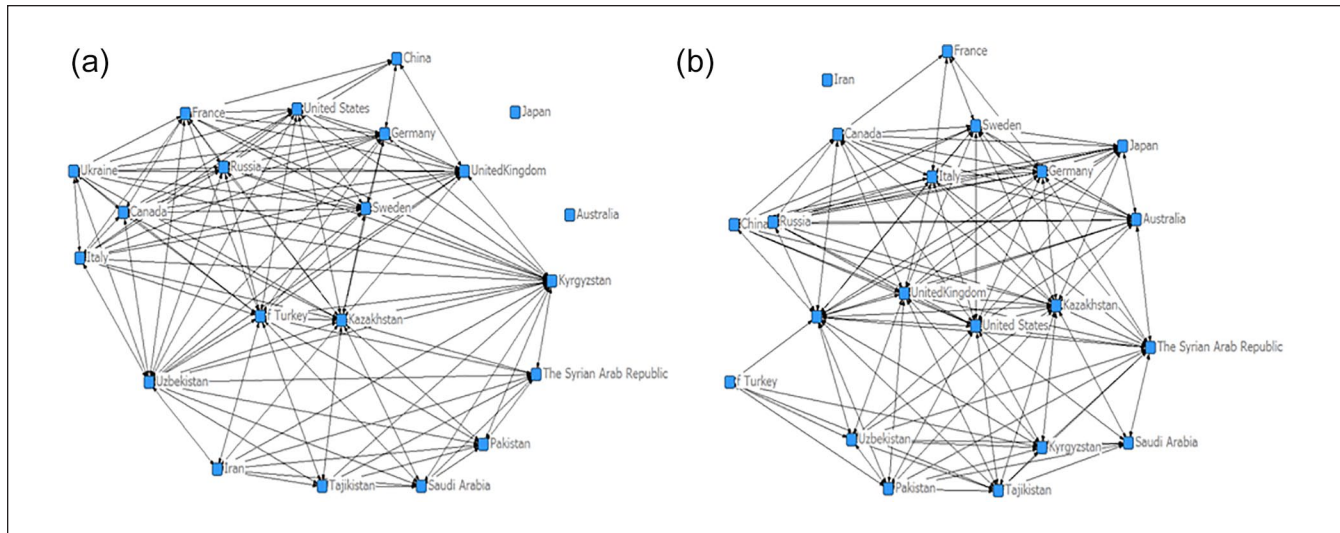 (a)
China
Japan
France
United States
Germany
Ukraine
Russia
UnitedKingdom
Canada
Sweden
Australia
Italy
Kyrgyzstan
f Turkey
Kazakhstan
Uzbekistan
The Syrian Arab Republic
Pakistan
Iran
Tajikistan
Saudi Arabia
(b)
France
Iran
Canada
Sweden
Japan
Italy
Germany
China
Russia
Australia
UnitedKingdom
Kazakhstan
United States
The Syrian Arab Republic
f Turkey
Uzbekistan
Kyrgyzstan
Saudi Arabia
Pakistan
Tajikistan